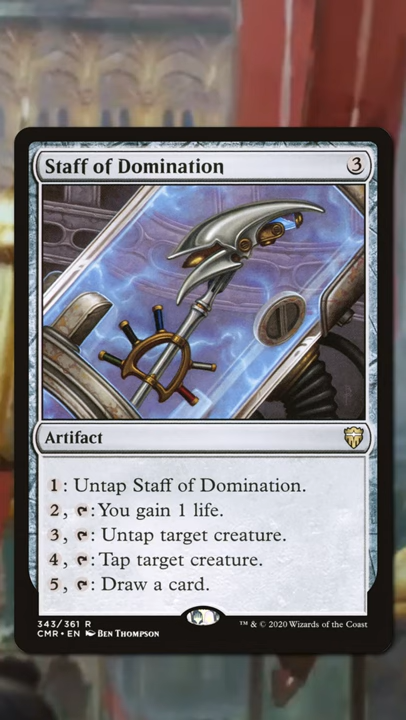 Staff of Domination 3
Artifact
1: Untap Staff of Domination.
2, : You gain 1 life.
3, : Untap target creature.
4, : Tap target creature.
5, : Draw a card.
343/361 R
CMR • EN Ben Thompson
™ & © 2020 Wizards of the Coast